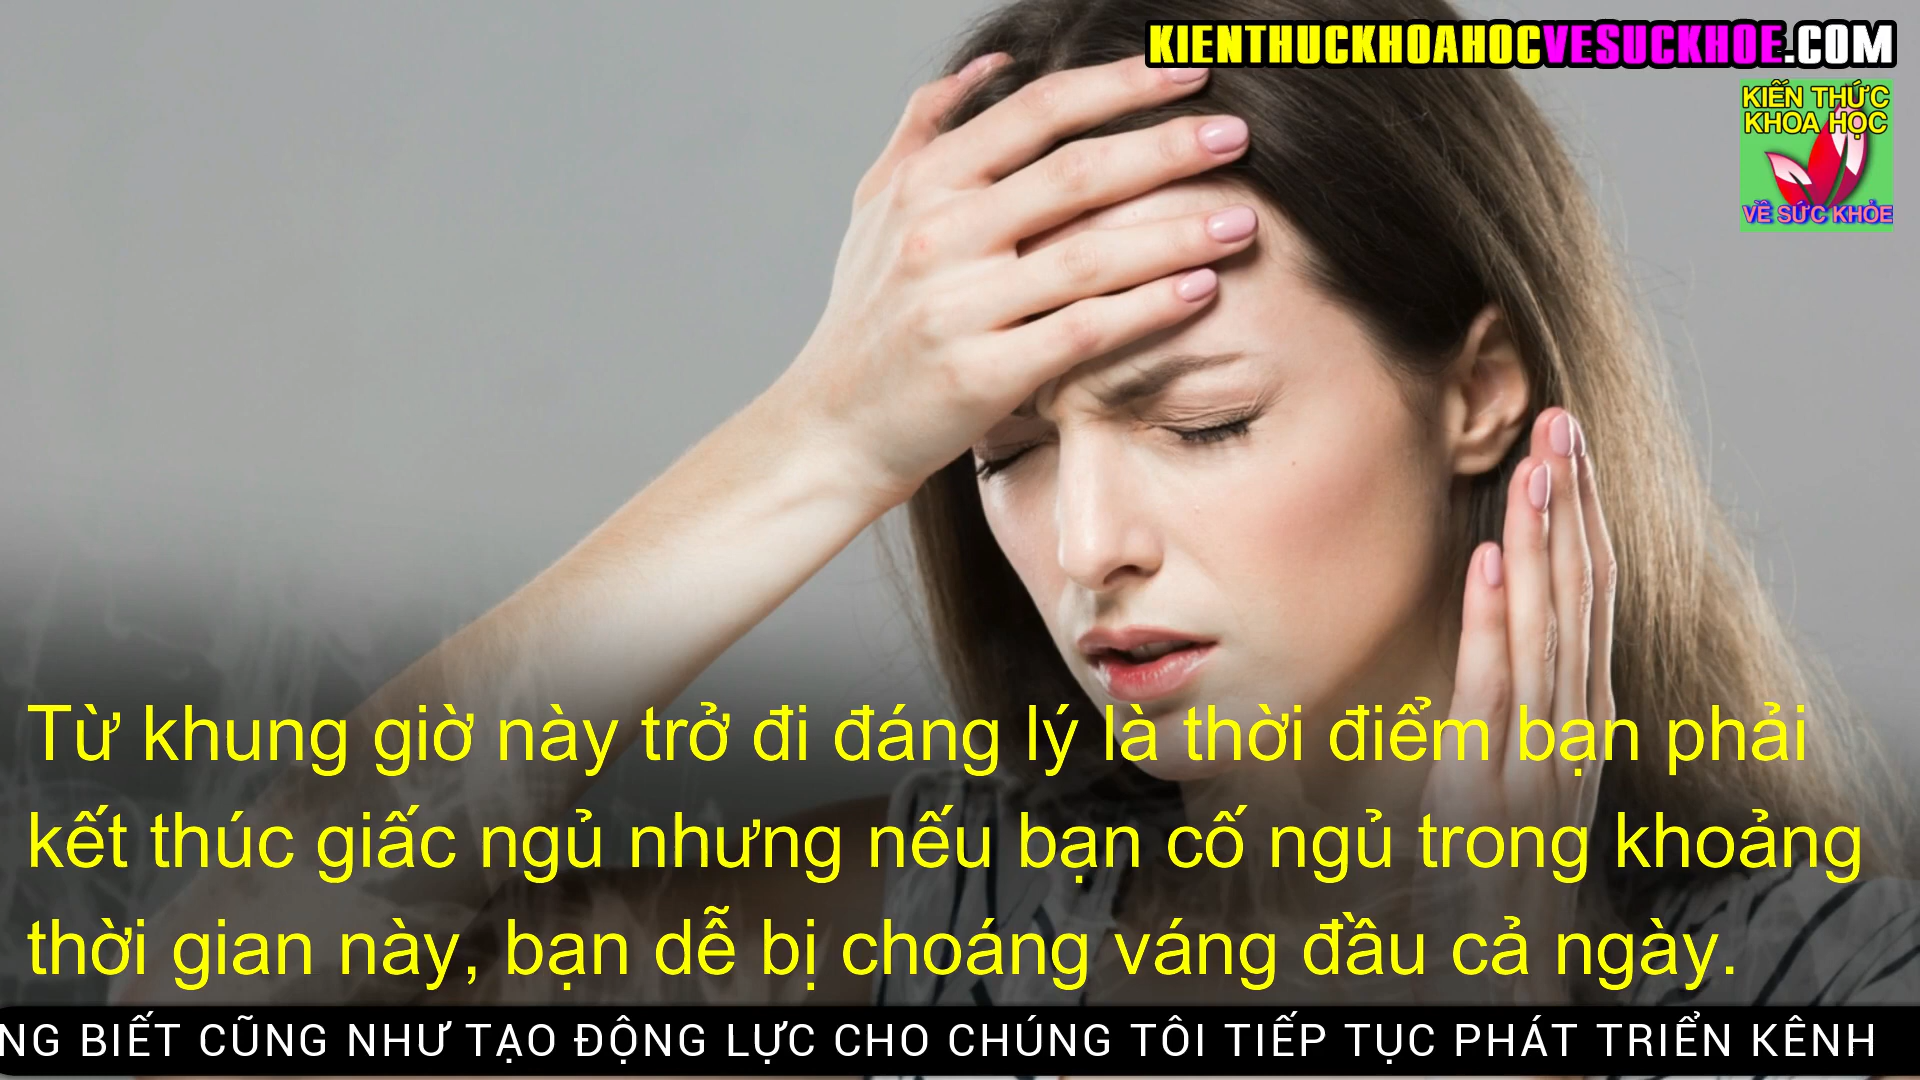 KIENTHUCKHOAHOCVESUCKHOE.COM
KIẾN THỨC
KHOA HỌC
VỀ SỨC KHỎE
Từ khung giờ này trở đi đáng lý là thời điểm bạn phải
kết thúc giấc ngủ nhưng nếu bạn cố ngủ trong khoảng
thời gian này, bạn dễ bị choáng váng đầu cả ngày.
NG BIẾT CŨNG NHƯ TẠO ĐỘNG LỰC CHO CHÚNG TÔI TIẾP TỤC PHÁT TRIỂN KÊNH